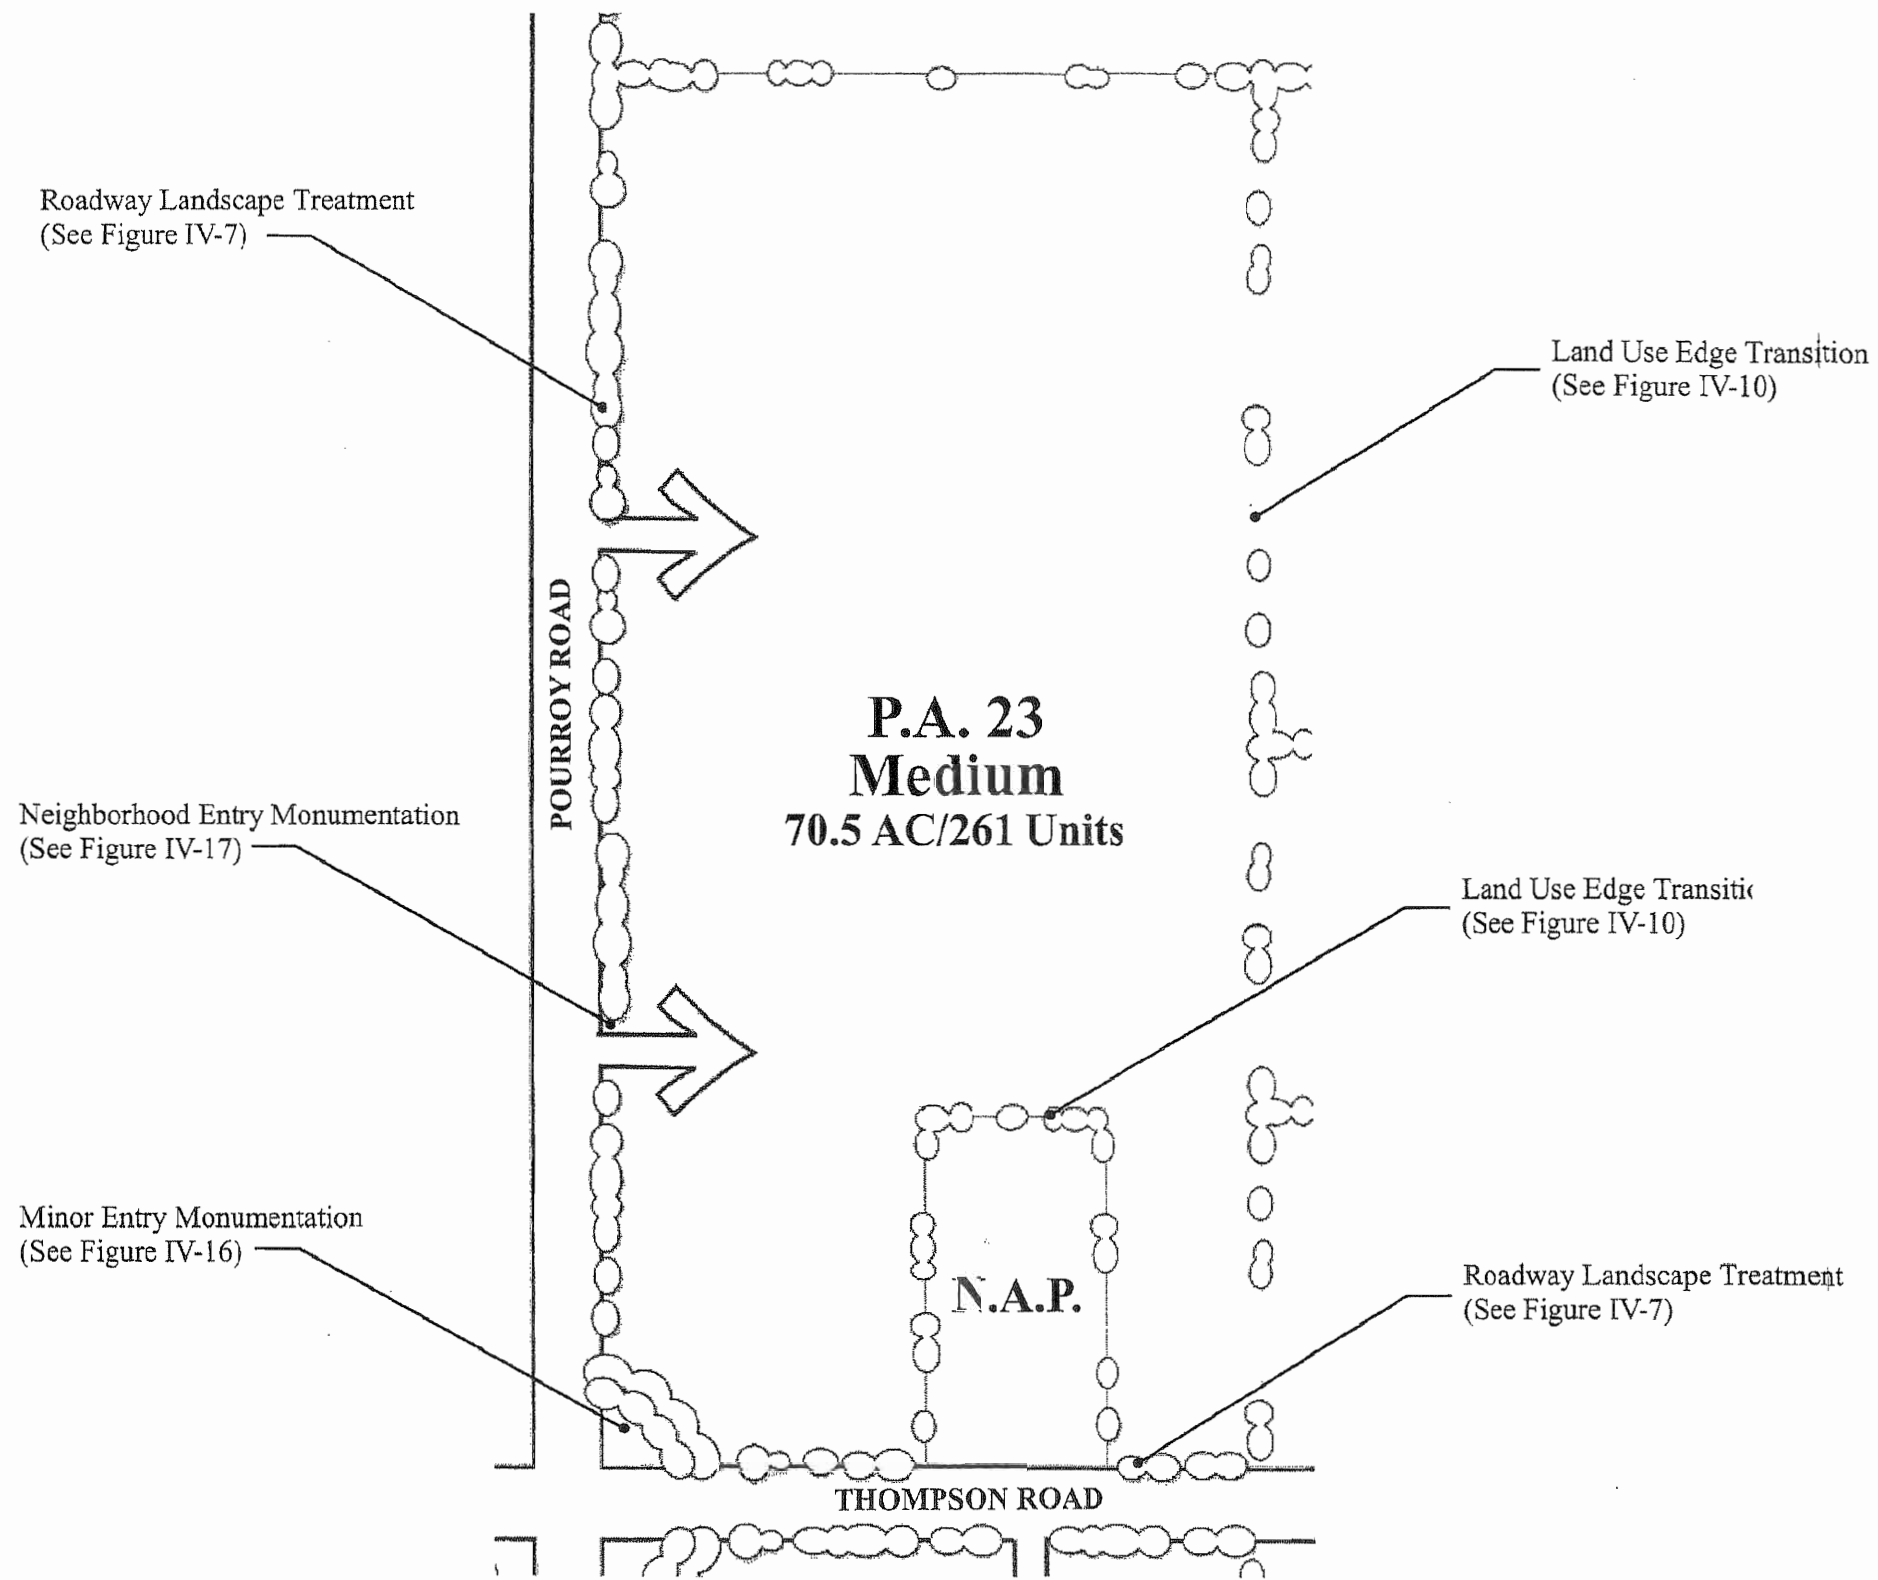 Roadway Landscape Treatment
(See Figure IV-7)
Land Use Edge Transition
(See Figure IV-10)
POURROY ROAD
P.A. 23
Medium
70.5 AC/261 Units
Neighborhood Entry Monumentation
(See Figure IV-17)
Land Use Edge Transiti
(See Figure IV-10)
Minor Entry Monumentation
(See Figure IV-16)
N.A.P.
Roadway Landscape Treatment
(See Figure IV-7)
THOMPSON ROAD